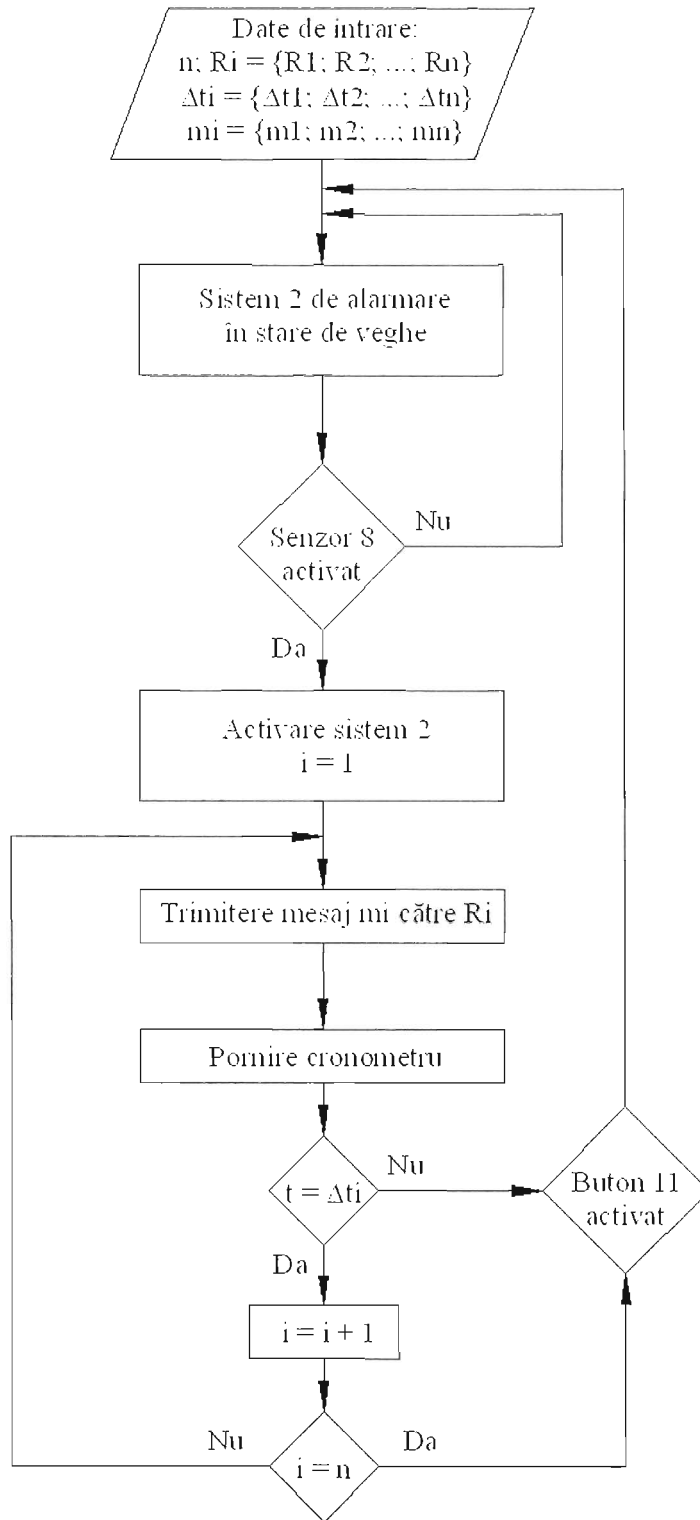 Date de intrare:
n; Ri = {R1; R2; ...; Rn}
Δti = {Δt1; Δt2; ...; Δtn}
mi = {m1; m2; ...; mn}
Sistem 2 de alarmare
în stare de veghe
Senzor 8
activat
Nu
Da
Activare sistem 2
i = 1
Trimitere mesaj mi către Ri
Pornire cronometru
t = Δti
Nu
Da
Buton 11
activat
i = i + 1
i = n
Nu
Da